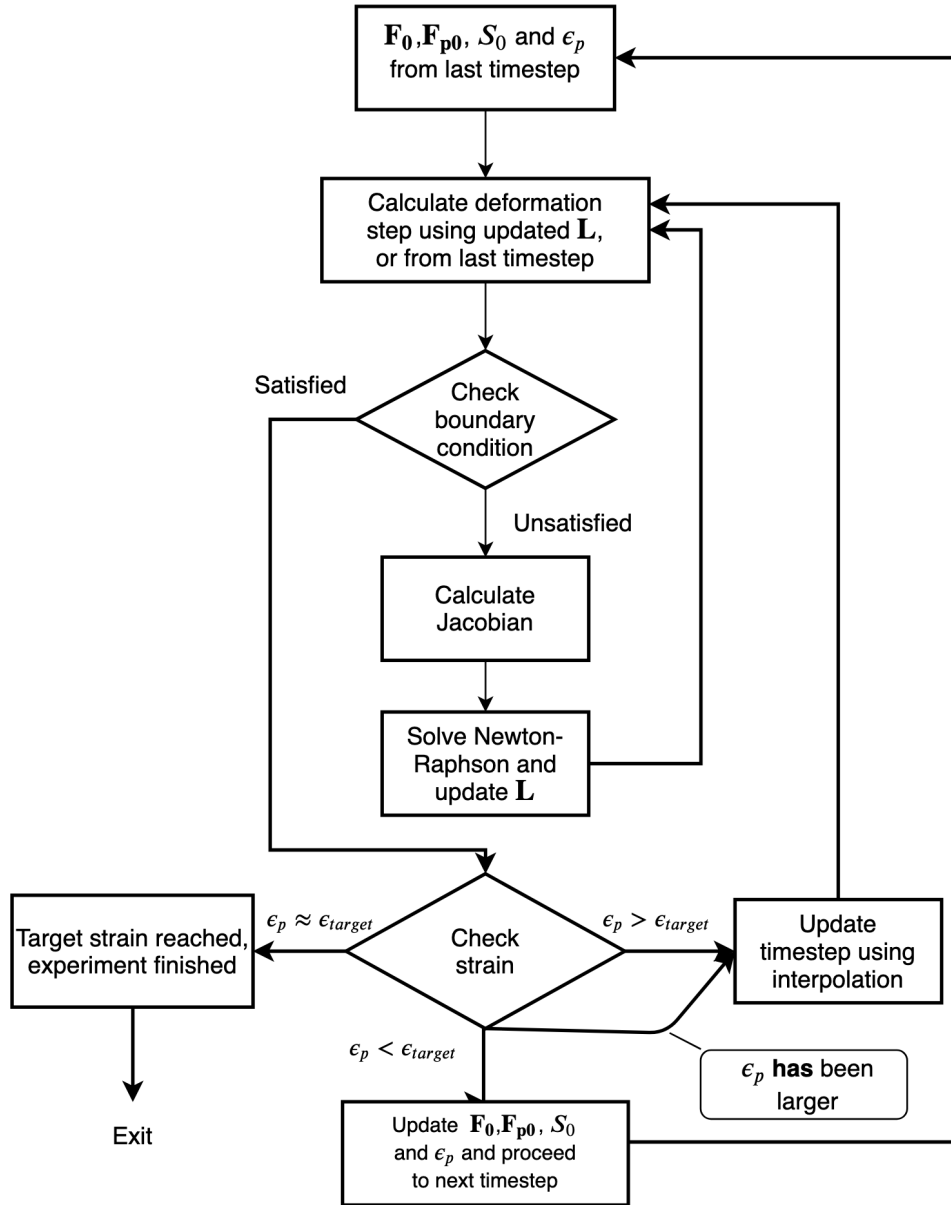 𝐅₀,𝐅ₚ₀, S₀ and ϵₚ
from last timestep
Calculate deformation
step using updated 𝐋,
or from last timestep
Satisfied
Check
boundary
condition
Unsatisfied
Calculate
Jacobian
Solve Newton-
Raphson and
update 𝐋
Target strain reached,
experiment finished
ϵₚ ≈ ϵ_target
Check
strain
ϵₚ > ϵ_target
Update
timestep using
interpolation
ϵₚ < ϵ_target
ϵₚ has been
larger
Exit
Update 𝐅₀,𝐅ₚ₀, S₀
and ϵₚ and proceed
to next timestep